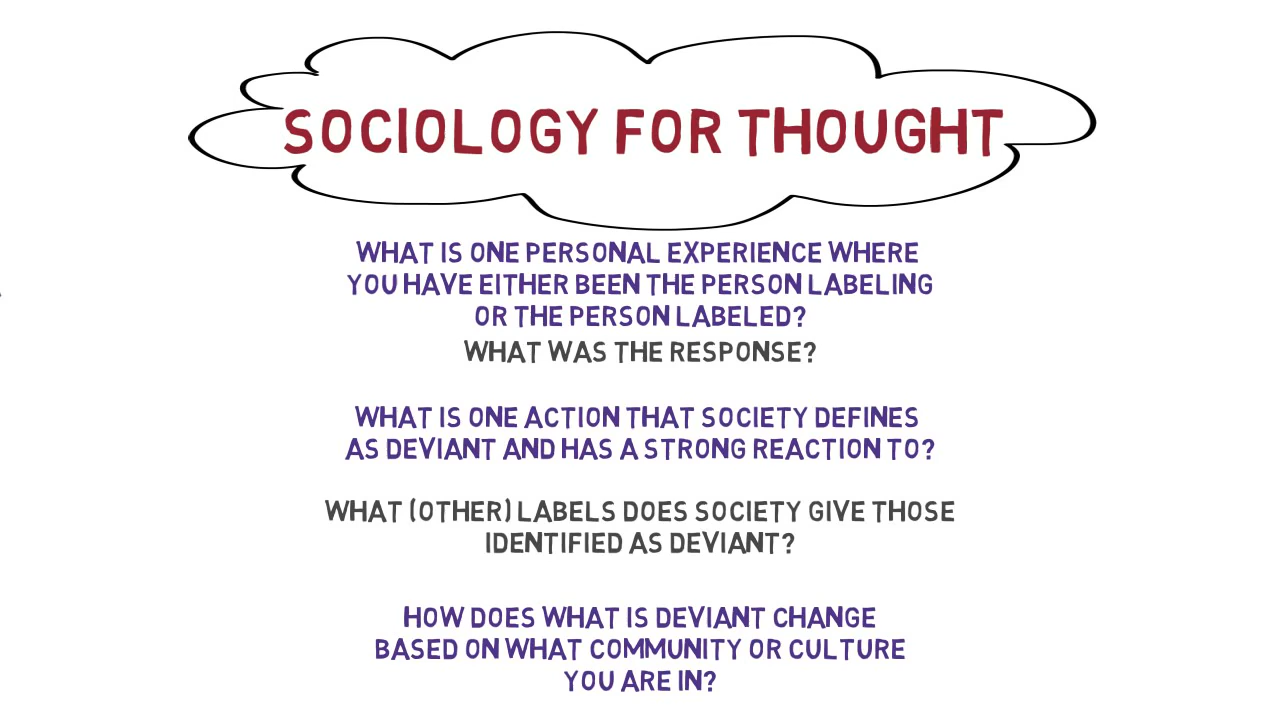 SOCIOLOGY FOR THOUGHT
WHAT IS ONE PERSONAL EXPERIENCE WHERE
YOU HAVE EITHER BEEN THE PERSON LABELING
OR THE PERSON LABELED?
WHAT WAS THE RESPONSE?
WHAT IS ONE ACTION THAT SOCIETY DEFINES
AS DEVIANT AND HAS A STRONG REACTION TO?
WHAT (OTHER) LABELS DOES SOCIETY GIVE THOSE
IDENTIFIED AS DEVIANT?
HOW DOES WHAT IS DEVIANT CHANGE
BASED ON WHAT COMMUNITY OR CULTURE
YOU ARE IN?